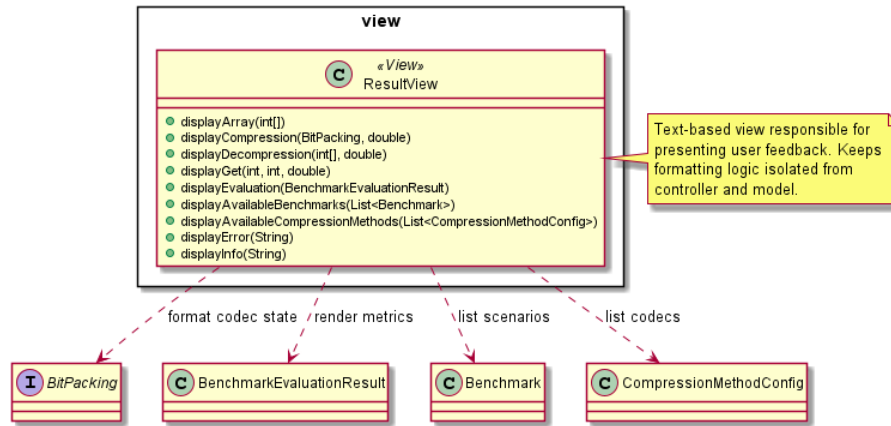 view
«View»
C
ResultView
displayArray(int[])
displayCompression(BitPacking, double)
displayDecompression(int[], double)
displayGet(int, int, double)
displayEvaluation(BenchmarkEvaluationResult)
displayAvailableBenchmarks(List<Benchmark>)
displayAvailableCompressionMethods(List<CompressionMethodConfig>)
displayError(String)
displayInfo(String)
Text-based view responsible for
presenting user feedback. Keeps
formatting logic isolated from
controller and model.
format codec state
render metrics
list scenarios
list codecs
I BitPacking
C BenchmarkEvaluationResult
C Benchmark
C CompressionMethodConfig